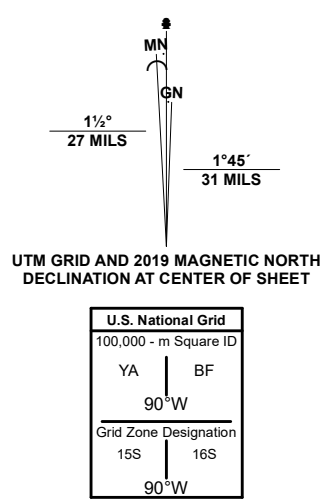 MN
GN
1½°
27 MILS
1°45´
31 MILS
UTM GRID AND 2019 MAGNETIC NORTH
DECLINATION AT CENTER OF SHEET
U.S. National Grid
100,000 - m Square ID
YA BF
90°W
Grid Zone Designation
15S 16S
90°W